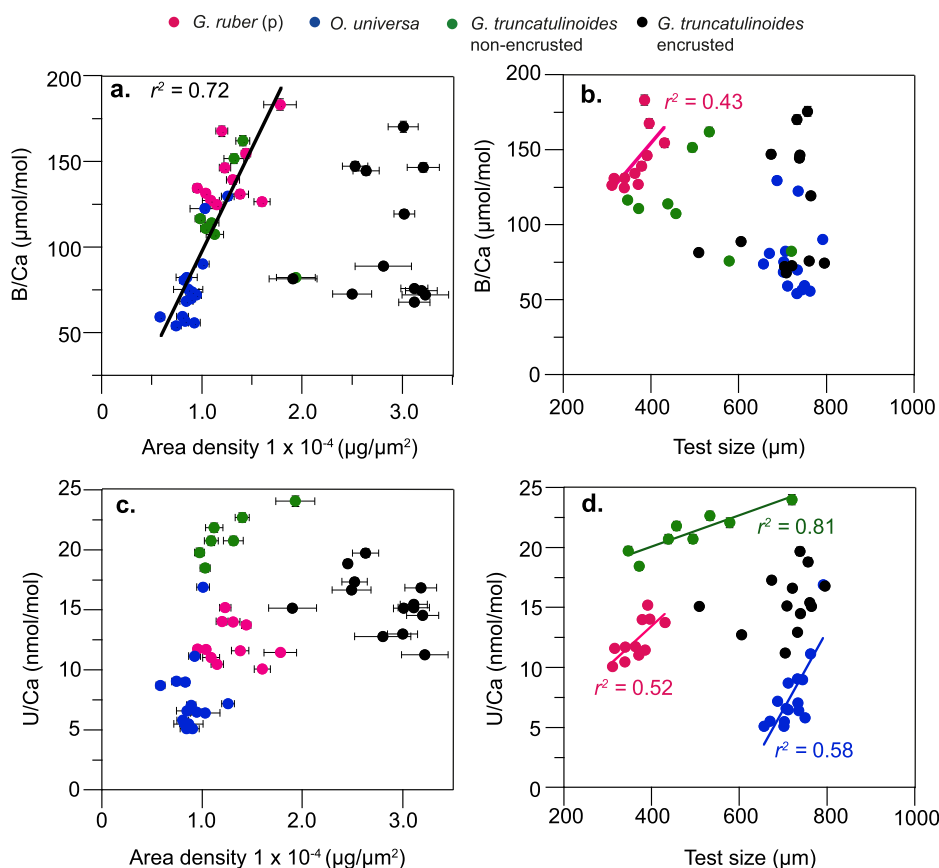 G. ruber (p)
O. universa
G. truncatulinoides
non-encrusted
G. truncatulinoides
encrusted
a.
r² = 0.72
200
150
100
50
0
1.0
2.0
3.0
B/Ca (μmol/mol)
Area density 1 x 10⁻⁴ (μg/μm²)
b.
r² = 0.43
200
150
100
50
0
200
400
600
800
1000
B/Ca (μmol/mol)
Test size (μm)
c.
25
20
15
10
5
0
0
1.0
2.0
3.0
U/Ca (nmol/mol)
Area density 1 x 10⁻⁴ (μg/μm²)
d.
r² = 0.81
r² = 0.52
r² = 0.58
25
20
15
10
5
0
200
400
600
800
1000
U/Ca (nmol/mol)
Test size (μm)